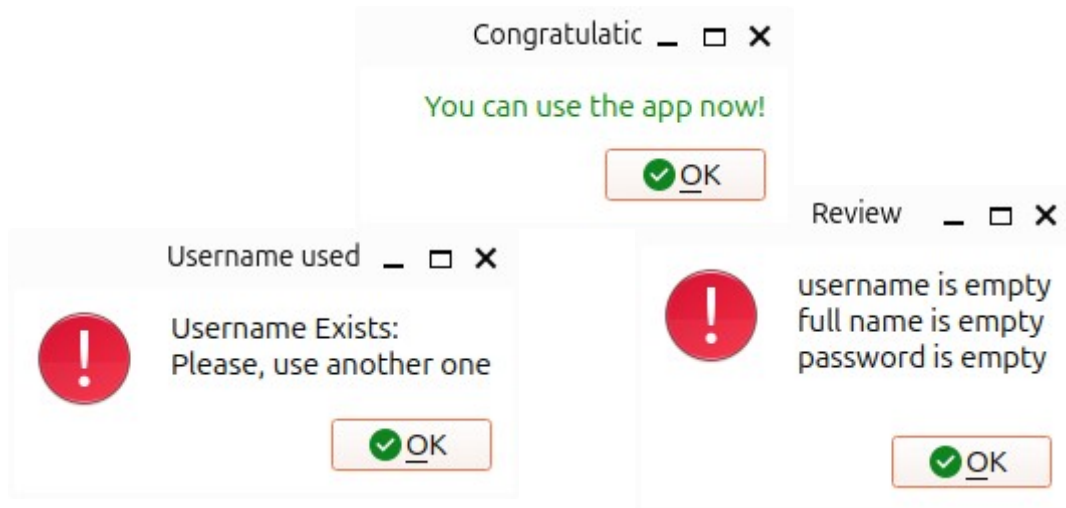 Congratulatic
You can use the app now!
OK
Username used
Username Exists:
Please, use another one
OK
Review
username is empty
full name is empty
password is empty
OK